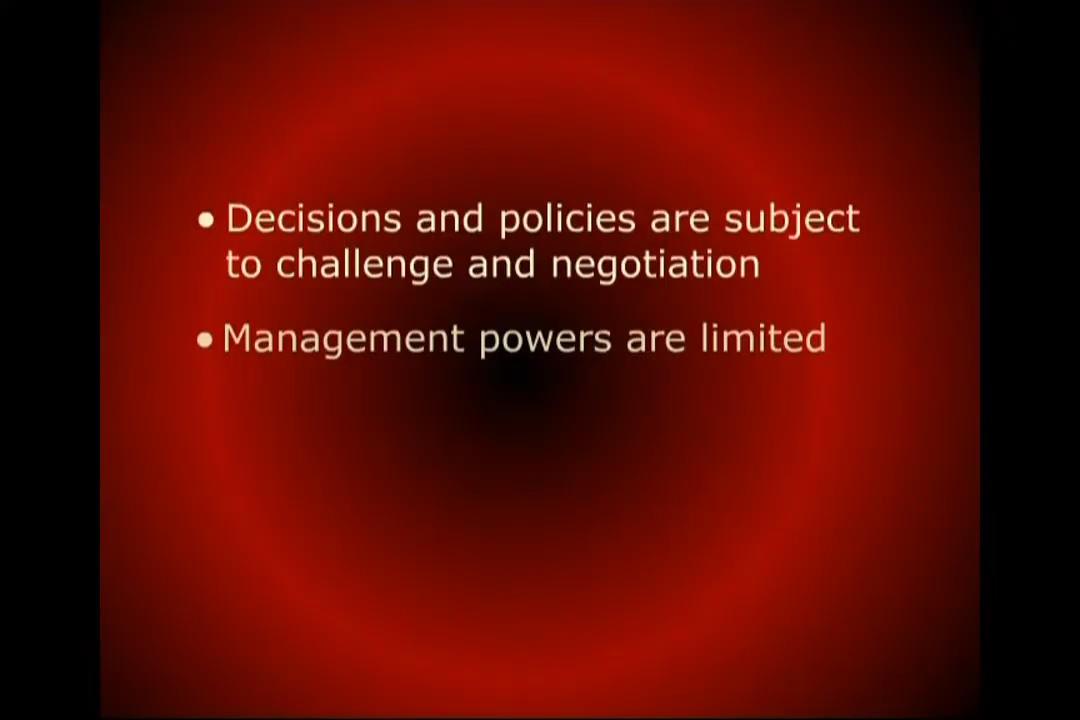 • Decisions and policies are subject
to challenge and negotiation
• Management powers are limited